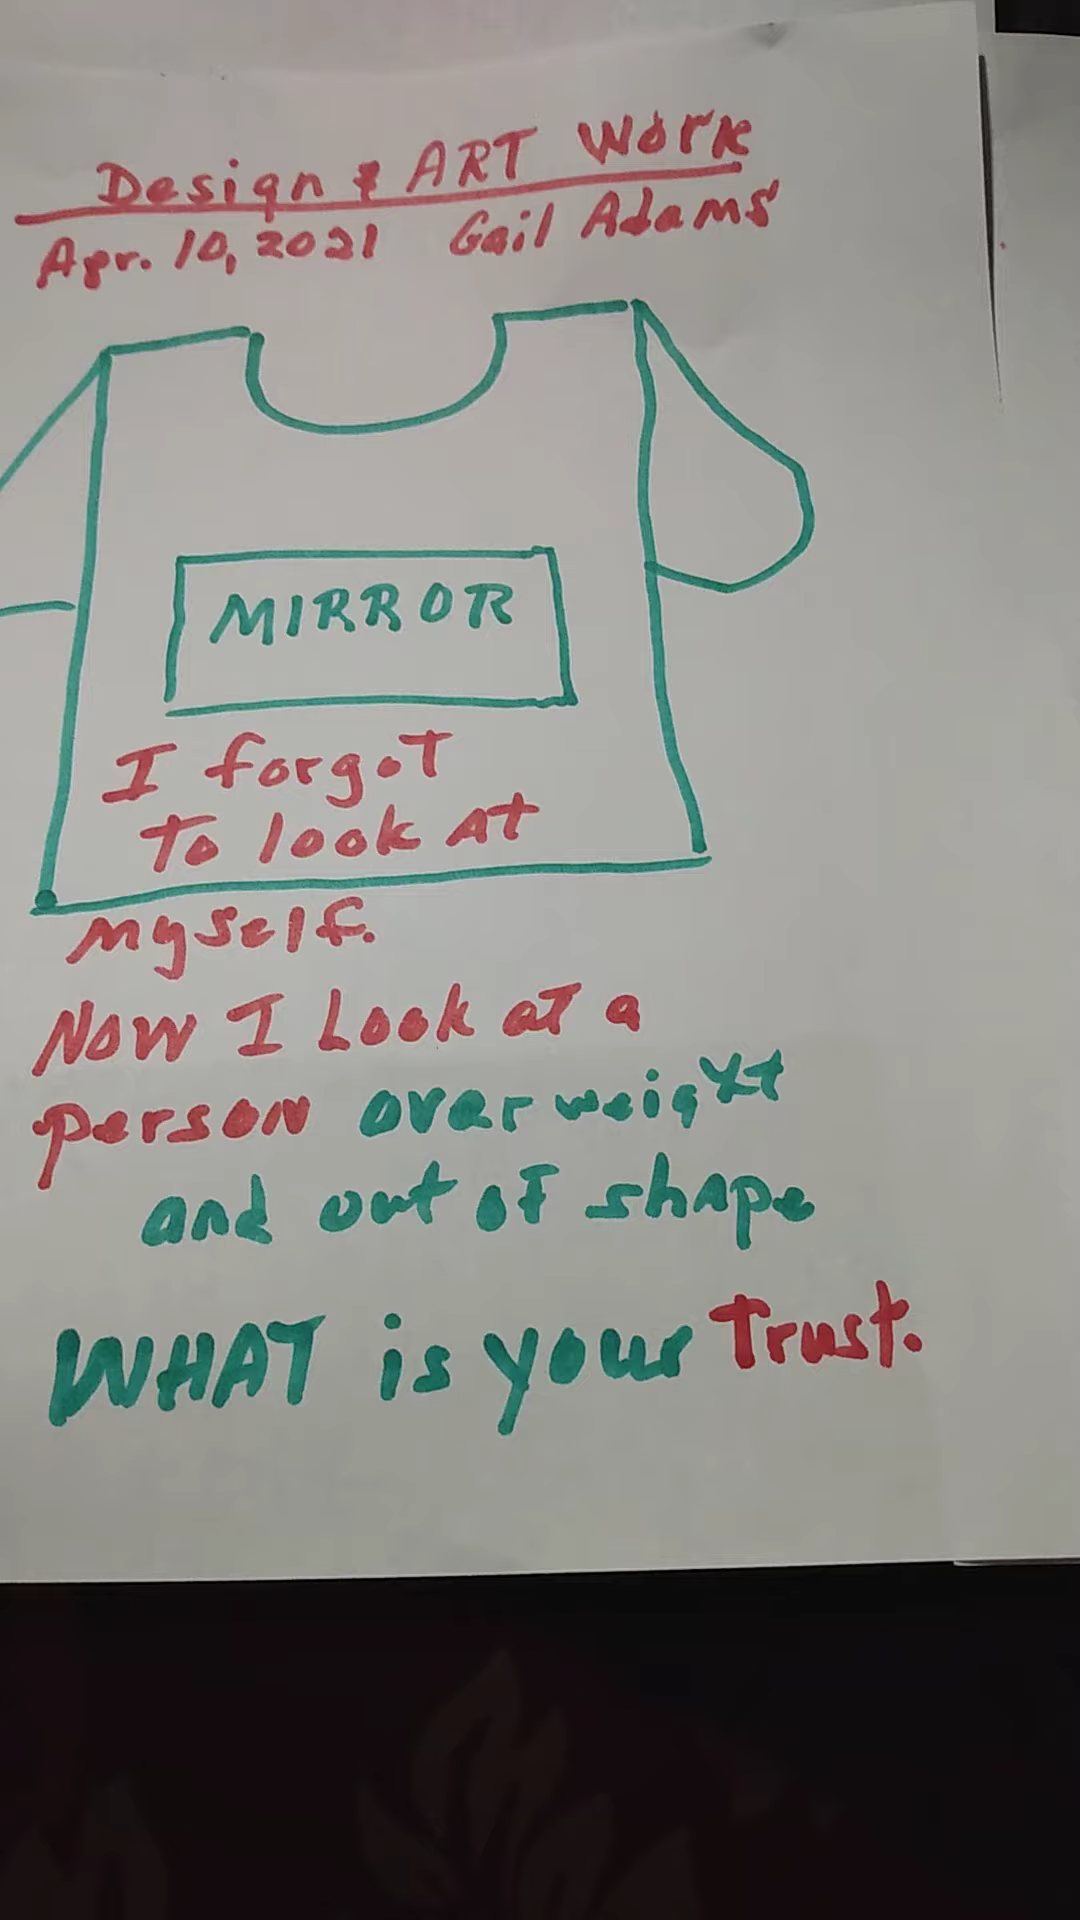 Design & ART Work
Apr. 10, 2021 Gail Adams
MIRROR
I forgot
To look At
myself.
Now I Look at a
person overweight
and out of shape
WHAT is your Trust.